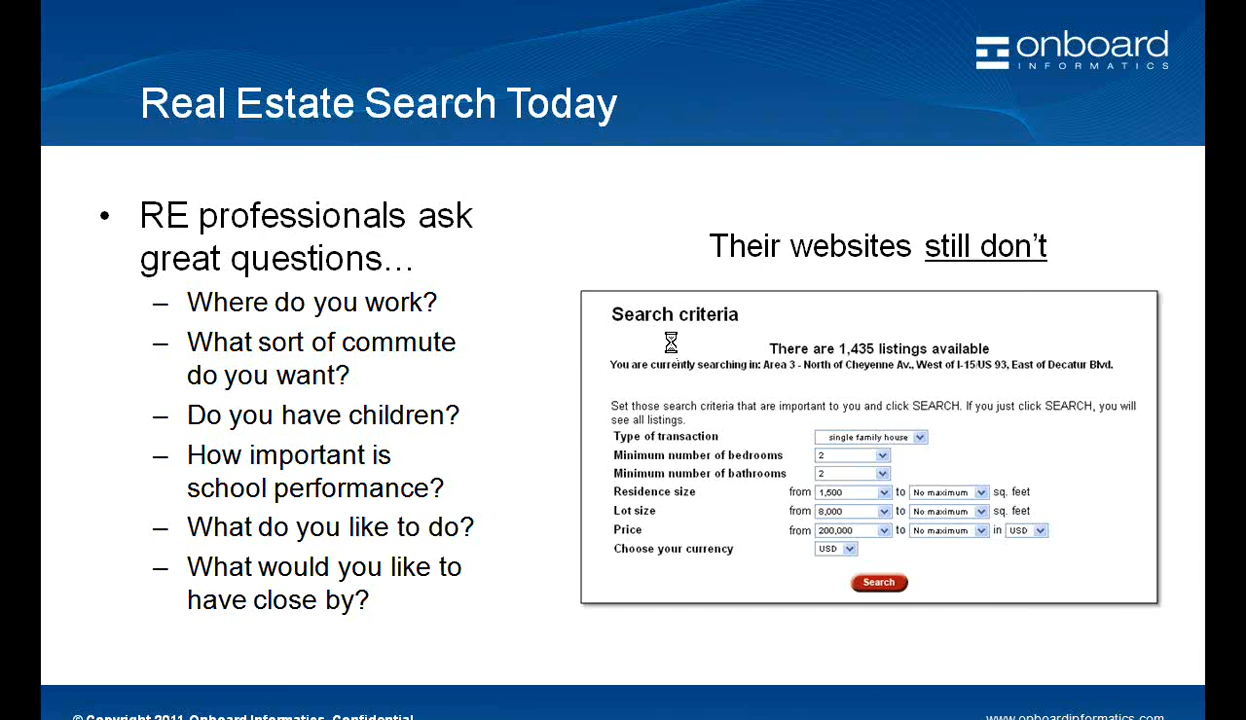 onboard
INFORMATICS
Real Estate Search Today
• RE professionals ask
great questions…
– Where do you work?
– What sort of commute
do you want?
– Do you have children?
– How important is
school performance?
– What do you like to do?
– What would you like to
have close by?
Their websites still don't
Search criteria
There are 1,435 listings available
You are currently searching in: Area 3 - North of Cheyenne Av., West of I-15/US 93, East of Decatur Blvd.
Set those search criteria that are important to you and click SEARCH. If you just click SEARCH, you will
see all listings.
Type of transaction single family house
Minimum number of bedrooms 2
Minimum number of bathrooms 2
Residence size from 1,500 to No maximum sq. feet
Lot size from 8,000 to No maximum sq. feet
Price from 200,000 to No maximum in USD
Choose your currency USD
Search
© Copyright 2011 Onboard Informatics. Confidential
www.onboardinformatics.com